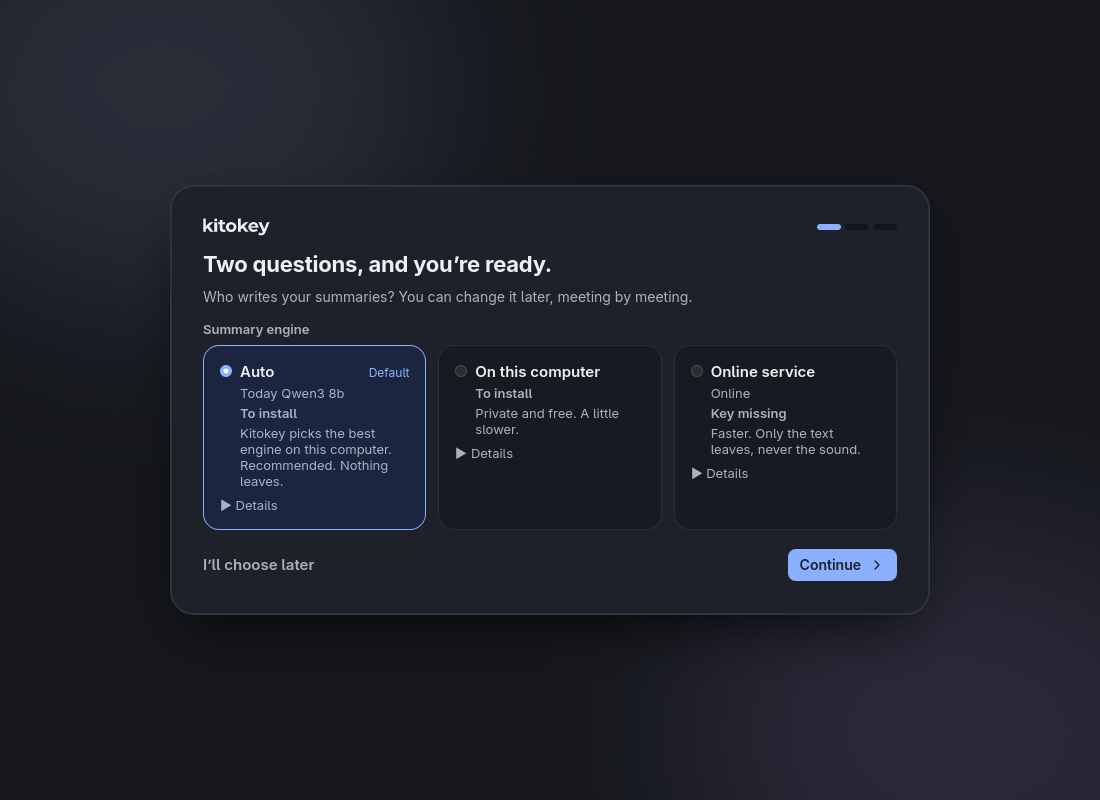 kitokey
Two questions, and you’re ready.
Who writes your summaries? You can change it later, meeting by meeting.
Summary engine
Auto
Default
Today Qwen3 8b
To install
Kitokey picks the best
engine on this computer.
Recommended. Nothing
leaves.
▶ Details
On this computer
To install
Private and free. A little
slower.
▶ Details
Online service
Online
Key missing
Faster. Only the text
leaves, never the sound.
▶ Details
I’ll choose later
Continue